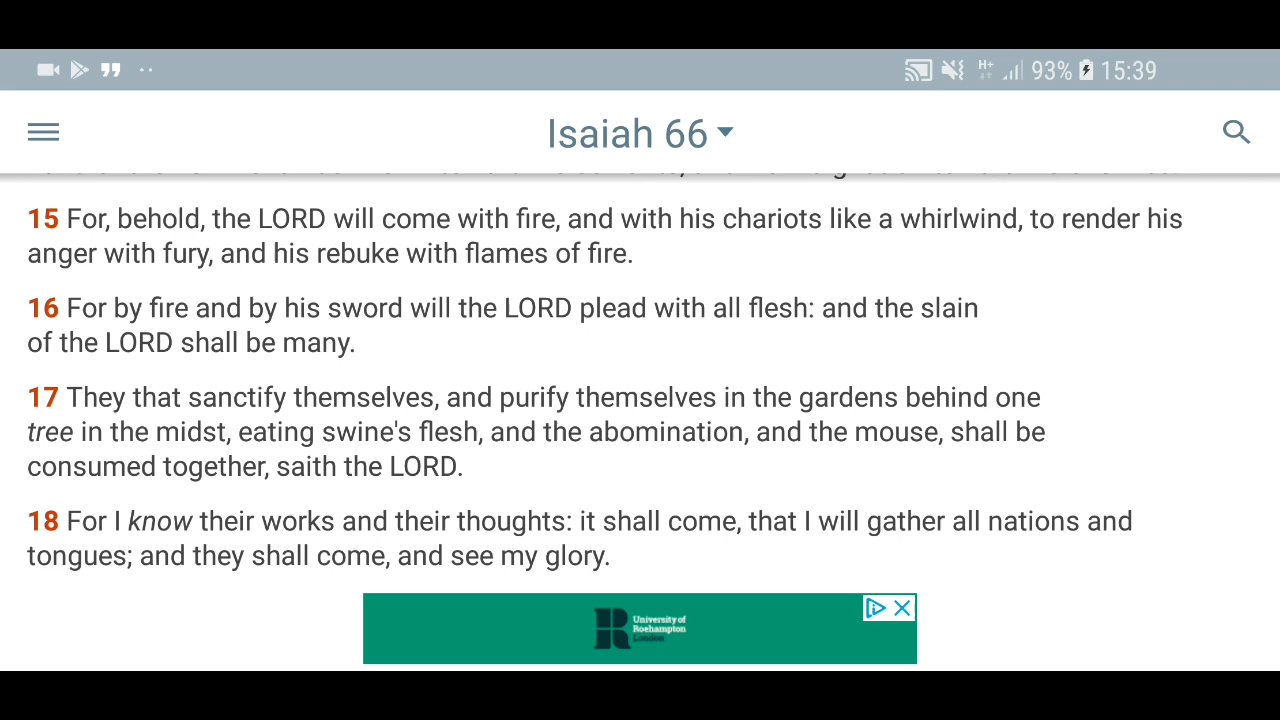 H+ 93% 15:39
Isaiah 66
15 For, behold, the LORD will come with fire, and with his chariots like a whirlwind, to render his
anger with fury, and his rebuke with flames of fire.
16 For by fire and by his sword will the LORD plead with all flesh: and the slain
of the LORD shall be many.
17 They that sanctify themselves, and purify themselves in the gardens behind one
tree in the midst, eating swine's flesh, and the abomination, and the mouse, shall be
consumed together, saith the LORD.
18 For I know their works and their thoughts: it shall come, that I will gather all nations and
tongues; and they shall come, and see my glory.
R
University of
Roehampton
London